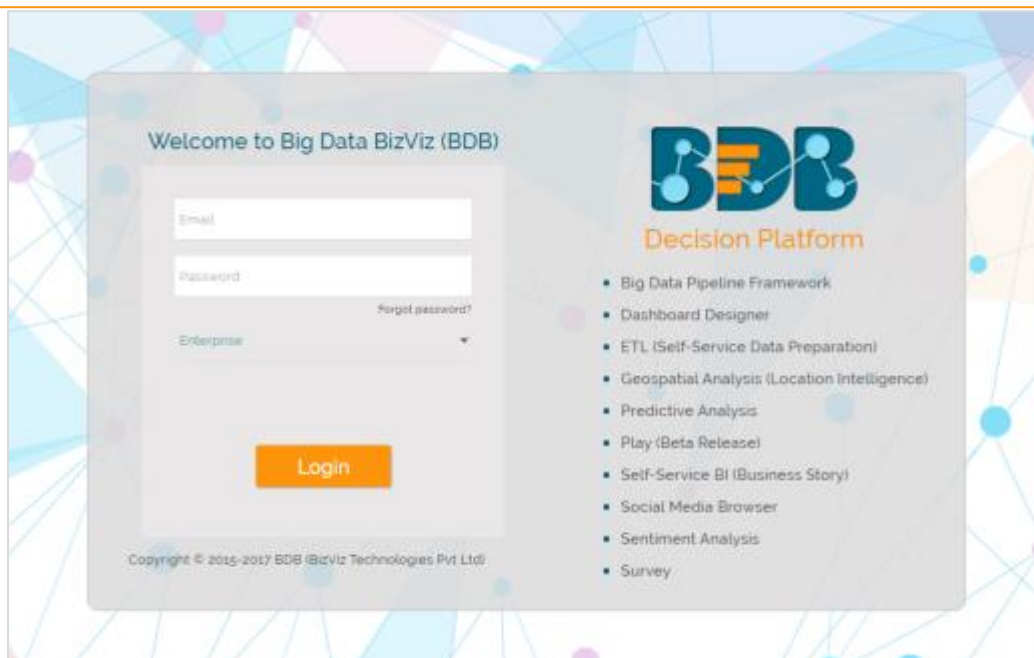 Welcome to Big Data BizViz (BDB)
Email
Password
Forgot password?
Enterprise
Login
Copyright © 2015-2017 BDB (BizViz Technologies Pvt Ltd)
BDB
Decision Platform
Big Data Pipeline Framework
Dashboard Designer
ETL (Self-Service Data Preparation)
Geospatial Analysis (Location Intelligence)
Predictive Analysis
Play (Beta Release)
Self-Service BI (Business Story)
Social Media Browser
Sentiment Analysis
Survey